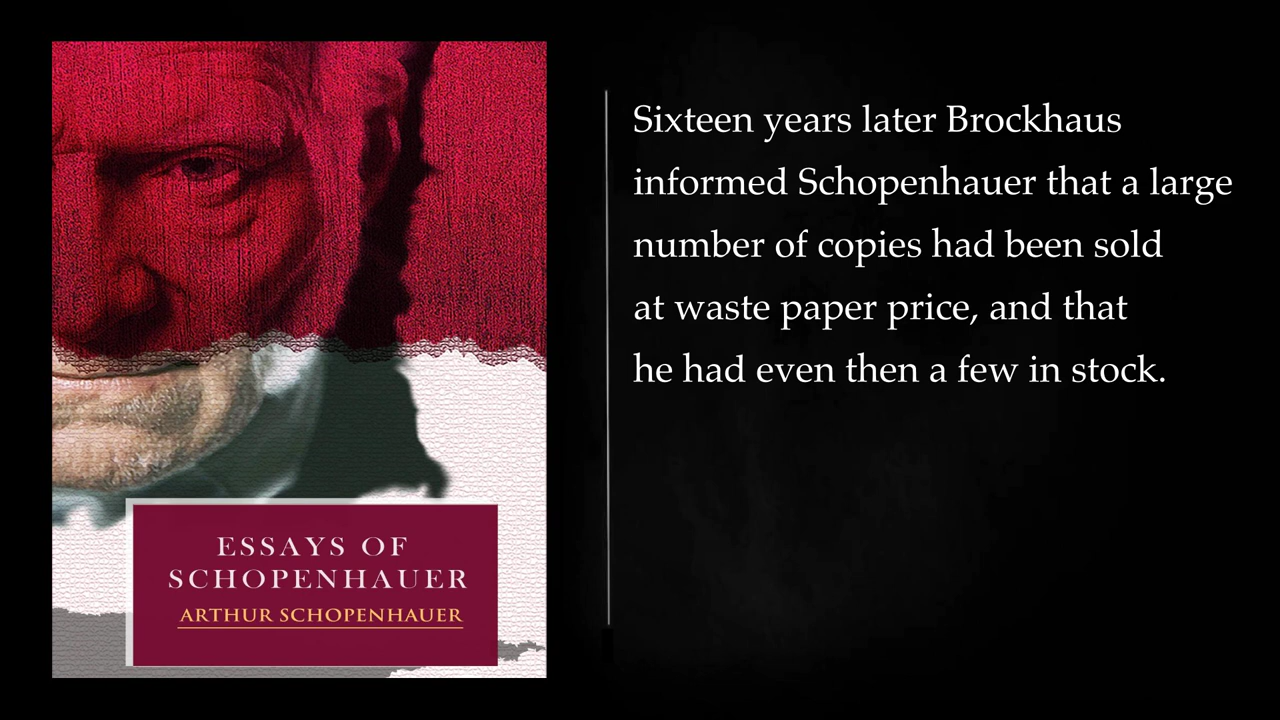 ESSAYS OF
SCHOPENHAUER
ARTHUR SCHOPENHAUER
Sixteen years later Brockhaus
informed Schopenhauer that a large
number of copies had been sold
at waste paper price, and that
he had even then a few in stock.